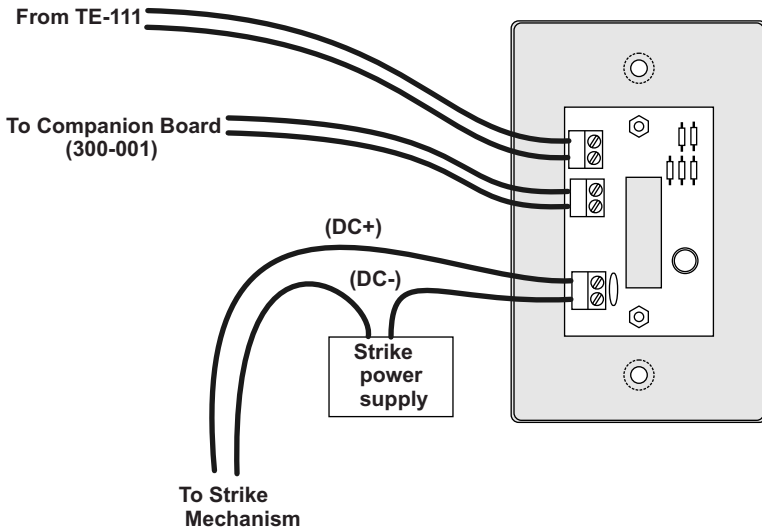 From TE-111
To Companion Board
(300-001)
(DC+)
(DC-)
Strike
power
supply
To Strike
Mechanism